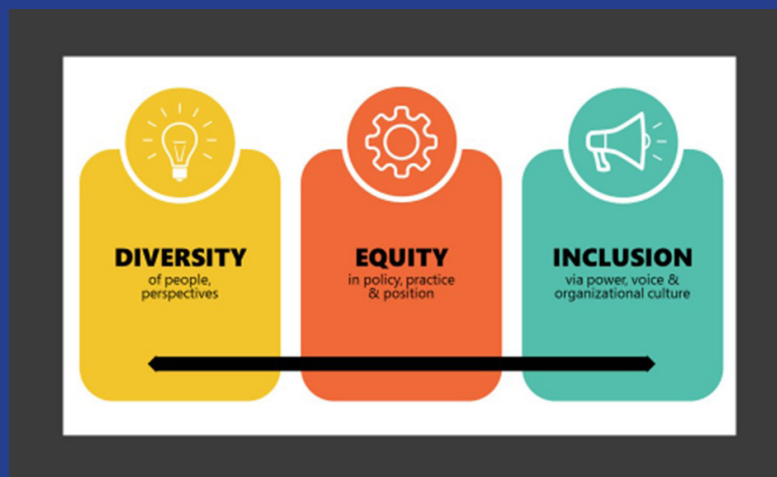 DIVERSITY
of people,
perspectives
EQUITY
in policy, practice
& position
INCLUSION
via power, voice &
organizational culture